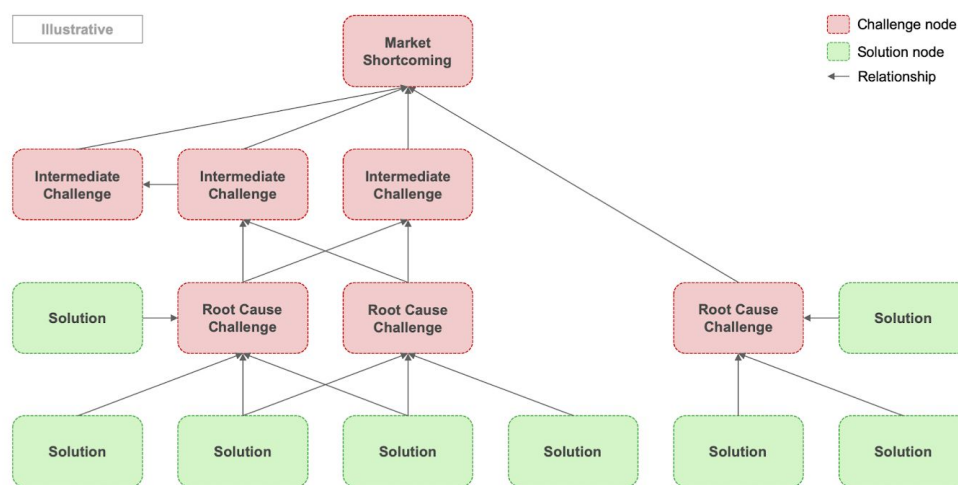 Illustrative
Market
Shortcoming
Challenge node
Solution node
Relationship
Intermediate
Challenge
Intermediate
Challenge
Intermediate
Challenge
Solution
Root Cause
Challenge
Root Cause
Challenge
Root Cause
Challenge
Solution
Solution
Solution
Solution
Solution
Solution
Solution